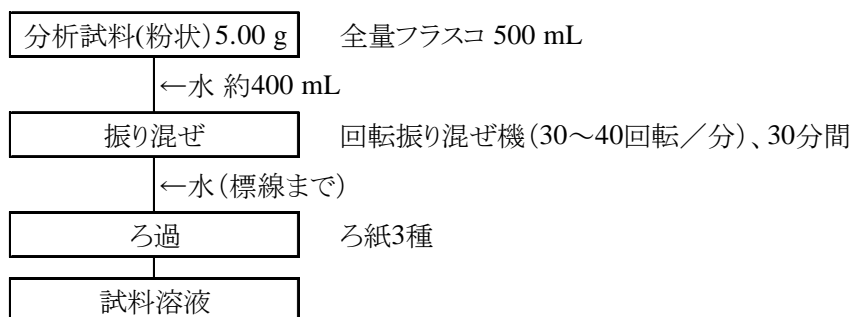 分析試料(粉状)5.00 g 全量フラスコ 500 mL
←水 約400 mL
振り混ぜ 回転振り混ぜ機(30～40回転／分)、30分間
←水(標線まで)
ろ過 ろ紙3種
試料溶液